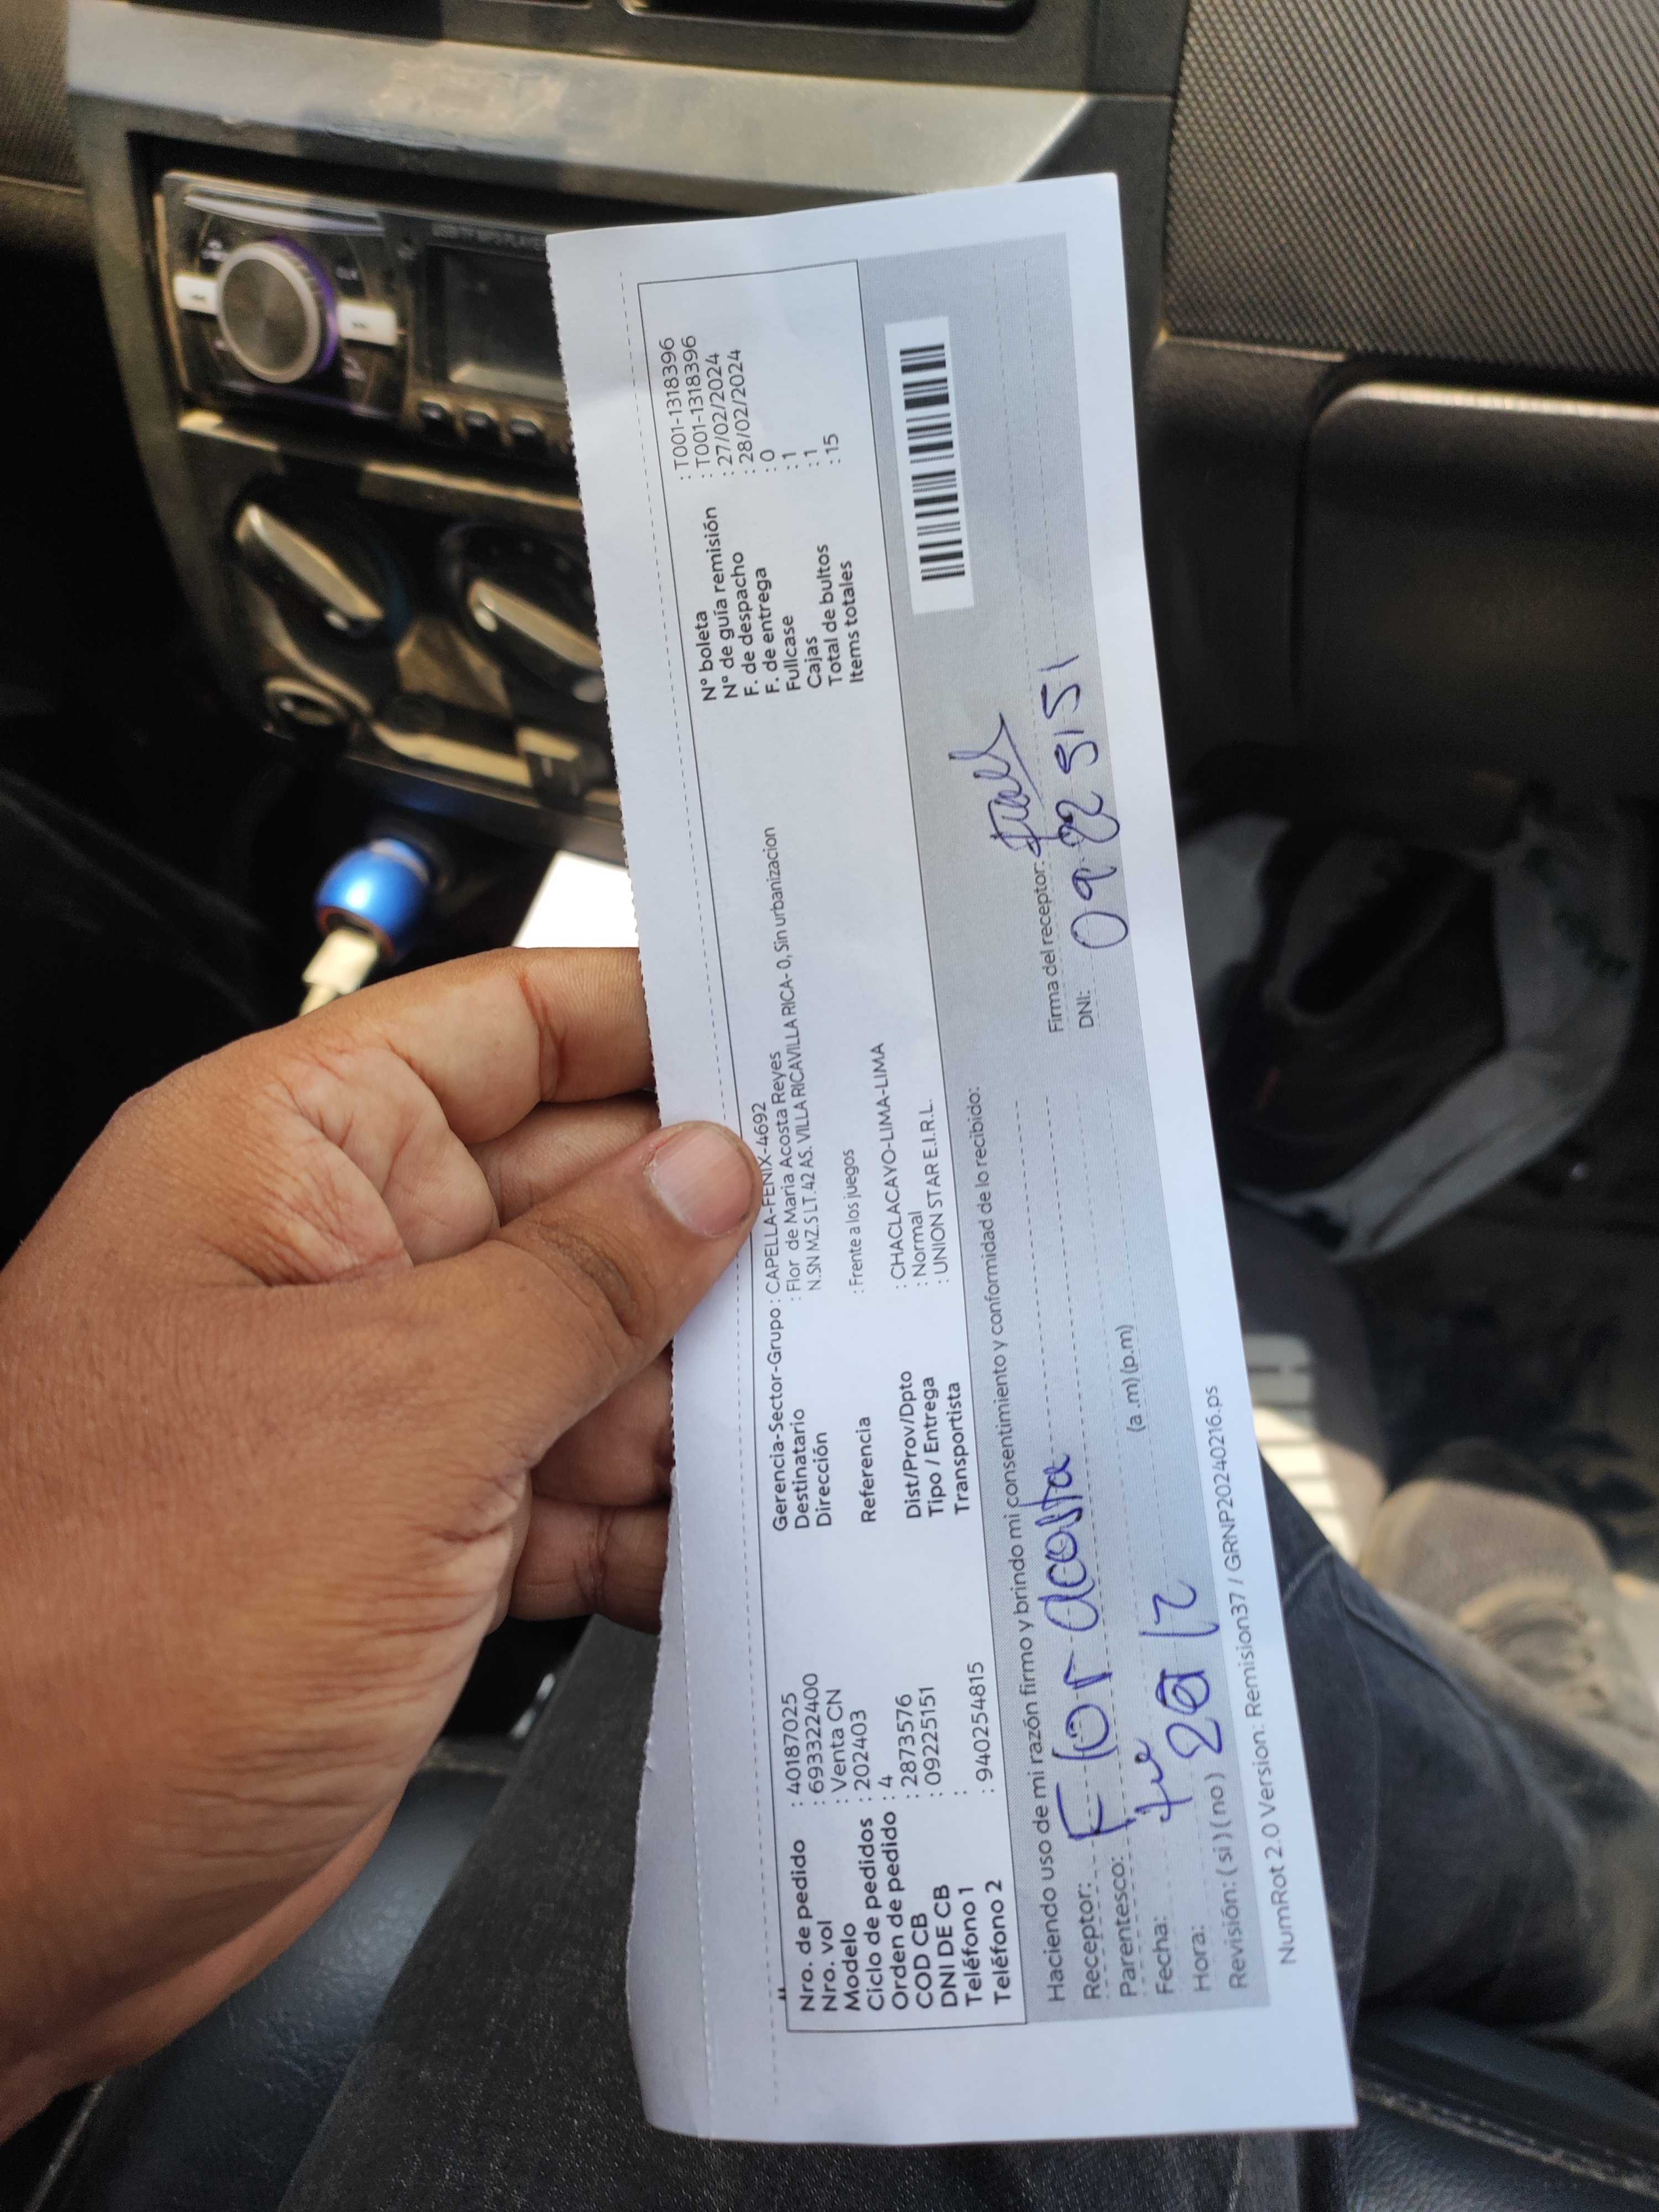 Nro. de pedido : 40187025
Nro. vol : 693322400
Modelo : Venta CN
Ciclo de pedidos : 202403
Orden de pedido : 4
COD CB : 2873576
DNI DE CB : 09225151
Teléfono 1 :
Teléfono 2 : 940254815
Gerencia-Sector-Grupo : CAPELLA-FENIX-4692
Destinatario : Flor de Maria Acosta Reyes
Dirección N.SN MZ.S LT.42 AS. VILLA RICAVILLA RICA- 0, Sin urbanizacion
Referencia : Frente a los juegos
Dist/Prov/Dpto : CHACLACAYO-LIMA-LIMA
Tipo / Entrega : Normal
Transportista : UNION STAR E.I.R.L.
N° boleta : T001-1318396
N° de guía remisión : T001-1318396
F. de despacho : 27/02/2024
F. de entrega : 28/02/2024
Fullcase : 0
Cajas : 1
Total de bultos : 1
Items totales : 15
Haciendo uso de mi razón firmo y brindo mi consentimiento y conformidad de lo recibido:
Receptor: Flor acosta
Parentesco:
Fecha:
Hora: (a.m) (p.m)
Revisión: ( si ) ( no )
Firma del receptor:
DNI: 09225151
NumRot 2.0 Version: Remision37 / GRNP20240216.ps